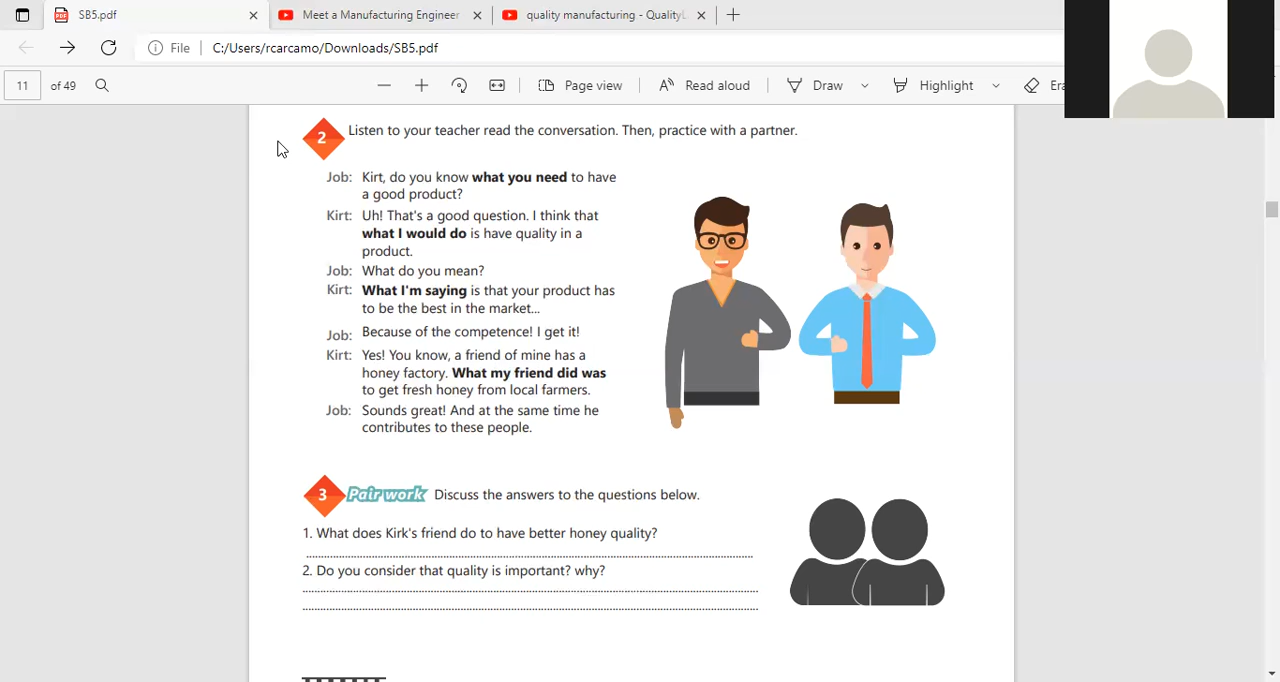 SB5.pdf
Meet a Manufacturing Engineer
quality manufacturing - Quality
File C:/Users/rcarcamo/Downloads/SB5.pdf
11 of 49 Page view Read aloud Draw Highlight
2 Listen to your teacher read the conversation. Then, practice with a partner.
Job: Kirt, do you know what you need to have
a good product?
Kirt: Uh! That's a good question. I think that
what I would do is have quality in a
product.
Job: What do you mean?
Kirt: What I'm saying is that your product has
to be the best in the market...
Job: Because of the competence! I get it!
Kirt: Yes! You know, a friend of mine has a
honey factory. What my friend did was
to get fresh honey from local farmers.
Job: Sounds great! And at the same time he
contributes to these people.
3 Pair work Discuss the answers to the questions below.
1. What does Kirk's friend do to have better honey quality?
2. Do you consider that quality is important? why?